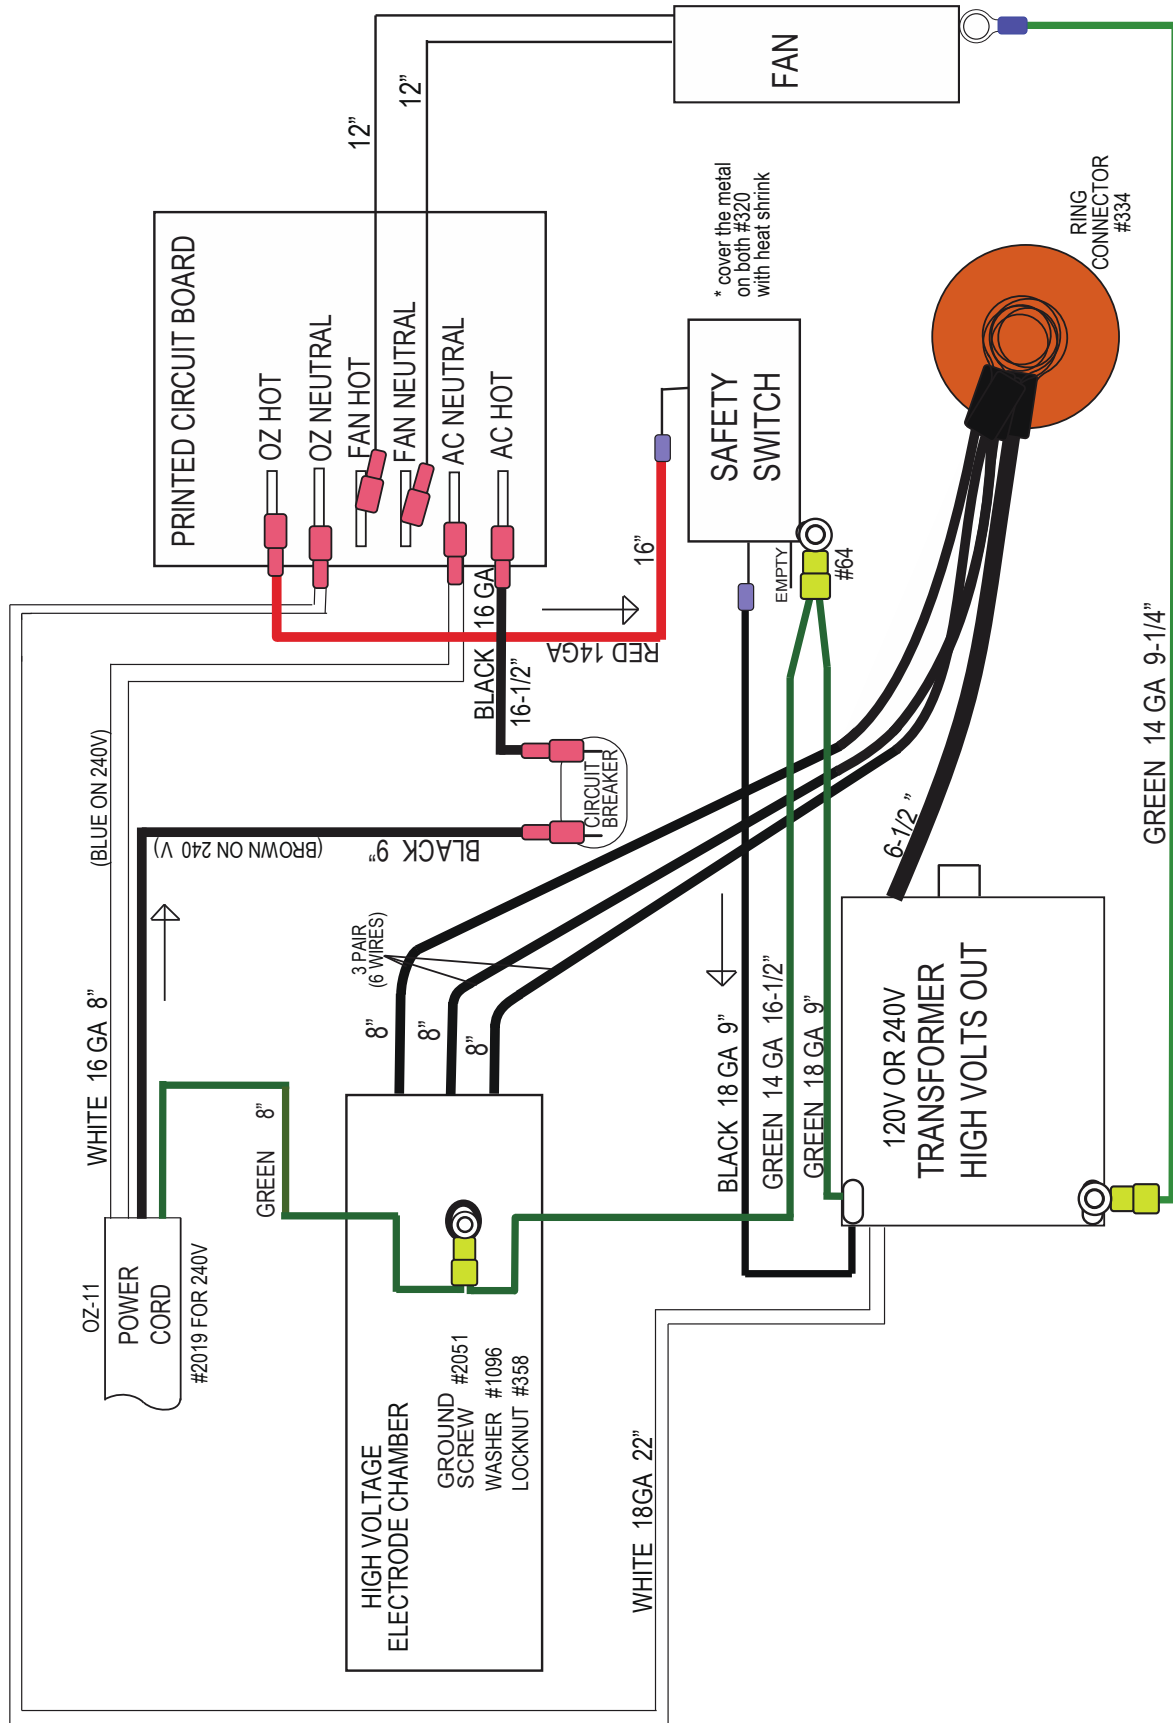 FAN
12”
12”
PRINTED CIRCUIT BOARD
OZ HOT
OZ NEUTRAL
FAN HOT
FAN NEUTRAL
AC NEUTRAL
AC HOT
* cover the metal
on both #320
with heat shrink
RING
CONNECTOR
#334
SAFETY
SWITCH
EMPTY
#64
16”
RED 14GA
BLACK 16 GA
16-1/2”
CIRCUIT
BREAKER
(BLUE ON 240V)
(BROWN ON 240 V)
BLACK 9”
WHITE 16 GA 8”
3 PAIR
(6 WIRES)
8”
8”
8”
6-1/2 ”
GREEN 14 GA 9-1/4”
BLACK 18 GA 9”
GREEN 14 GA 16-1/2”
GREEN 18 GA 9”
120V OR 240V
TRANSFORMER
HIGH VOLTS OUT
GREEN 8”
OZ-11
POWER
CORD
#2019 FOR 240V
HIGH VOLTAGE
ELECTRODE CHAMBER
GROUND
SCREW #2051
WASHER #1096
LOCKNUT #358
WHITE 18GA 22”